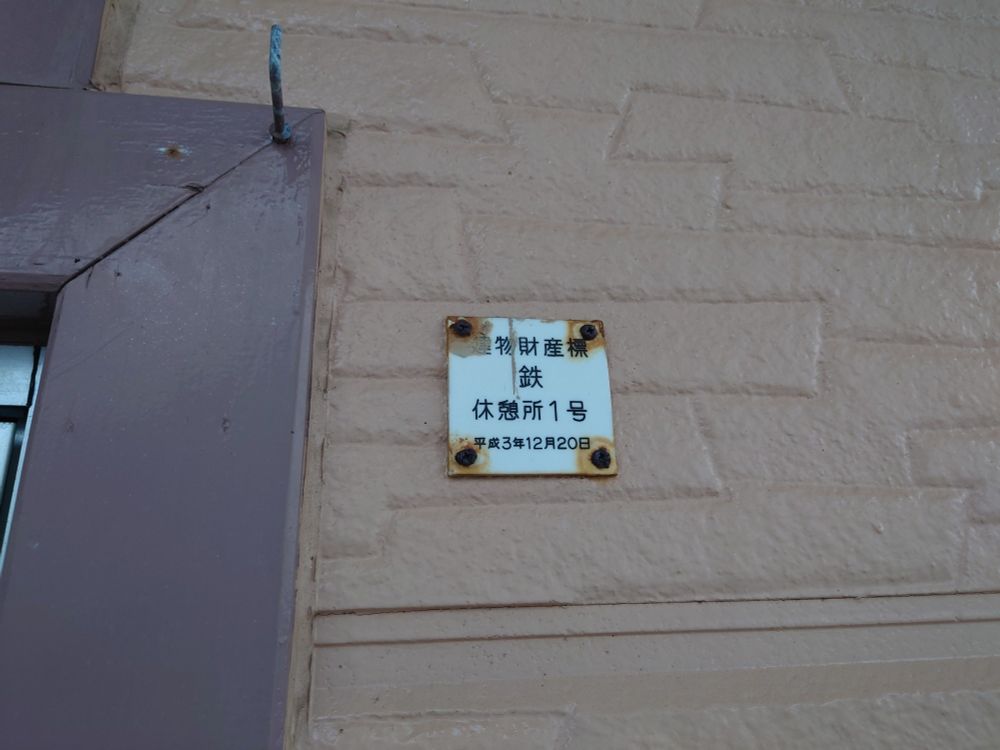 建物財産標
鉄
休憩所1号
平成3年12月20日